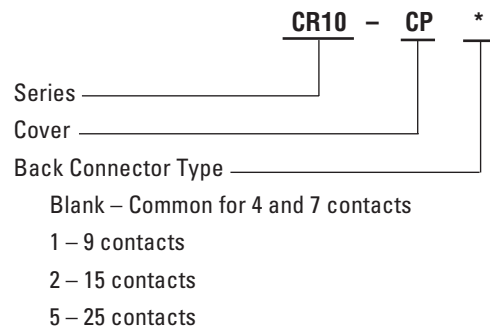 CR10 – CP *
Series
Cover
Back Connector Type
Blank – Common for 4 and 7 contacts
1 – 9 contacts
2 – 15 contacts
5 – 25 contacts